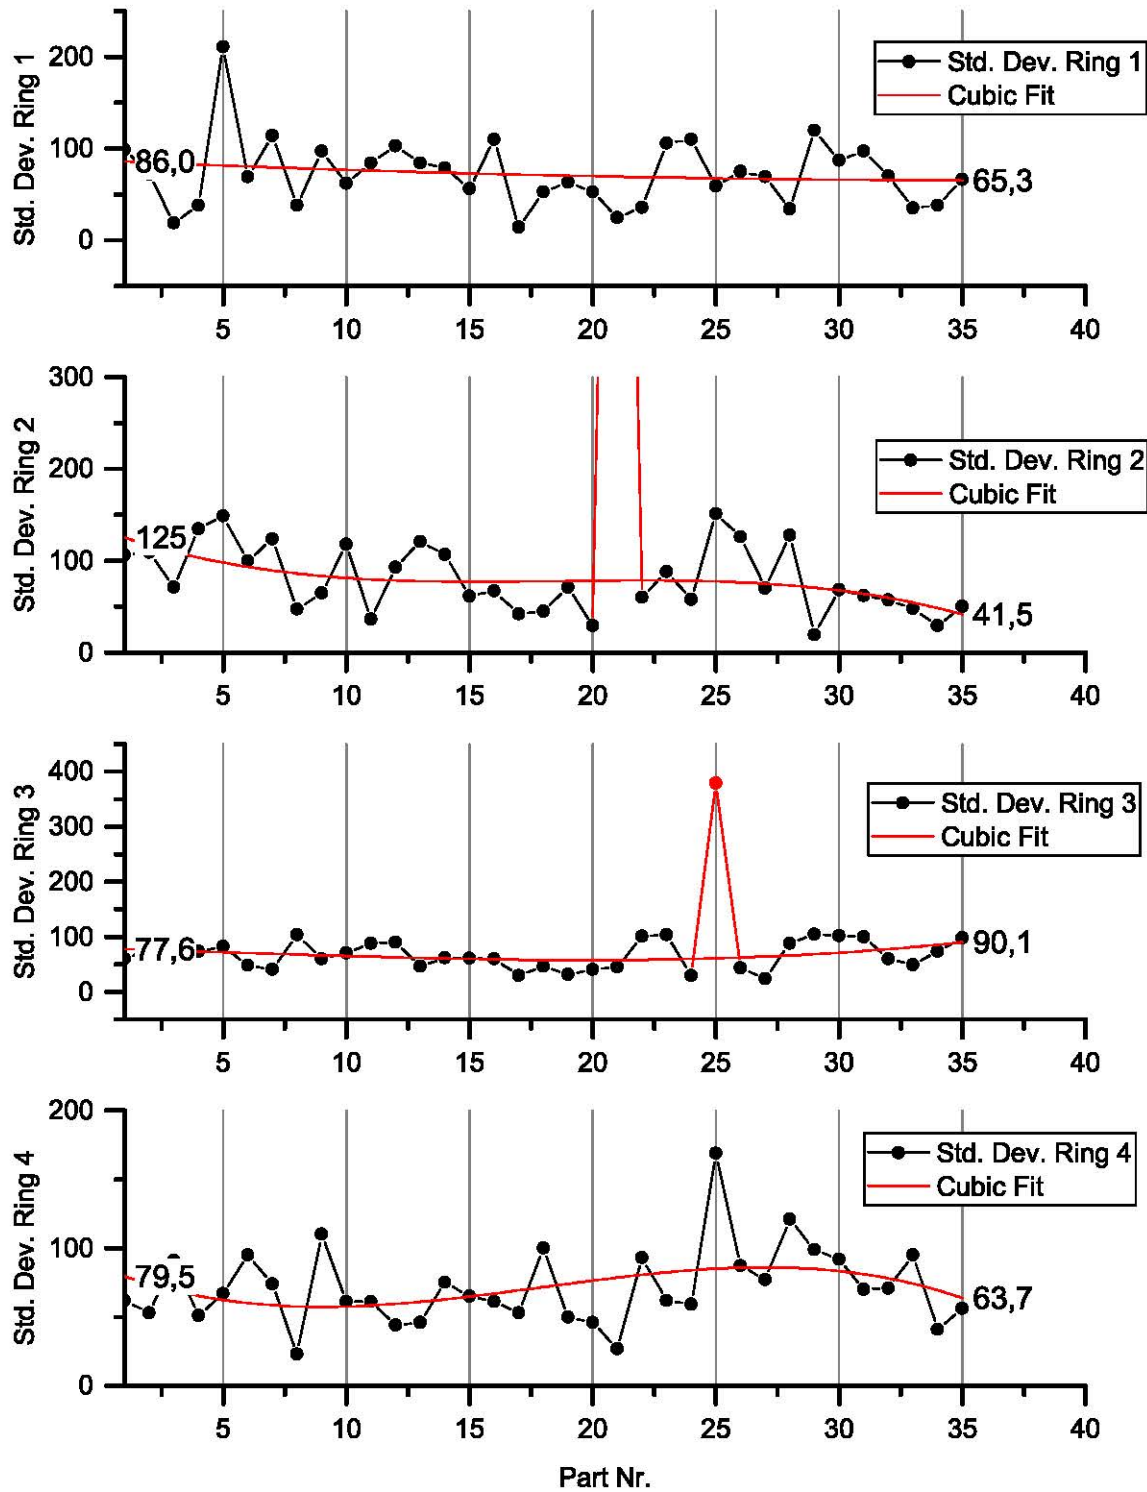 Std. Dev. Ring 1
200
100
0
86,0
65,3
Std. Dev. Ring 1
Cubic Fit
5 10 15 20 25 30 35 40
Std. Dev. Ring 2
300
200
100
0
125
41,5
Std. Dev. Ring 2
Cubic Fit
5 10 15 20 25 30 35 40
Std. Dev. Ring 3
400
300
200
100
0
77,6
90,1
Std. Dev. Ring 3
Cubic Fit
5 10 15 20 25 30 35 40
Std. Dev. Ring 4
200
100
0
79,5
63,7
Std. Dev. Ring 4
Cubic Fit
5 10 15 20 25 30 35 40
Part Nr.